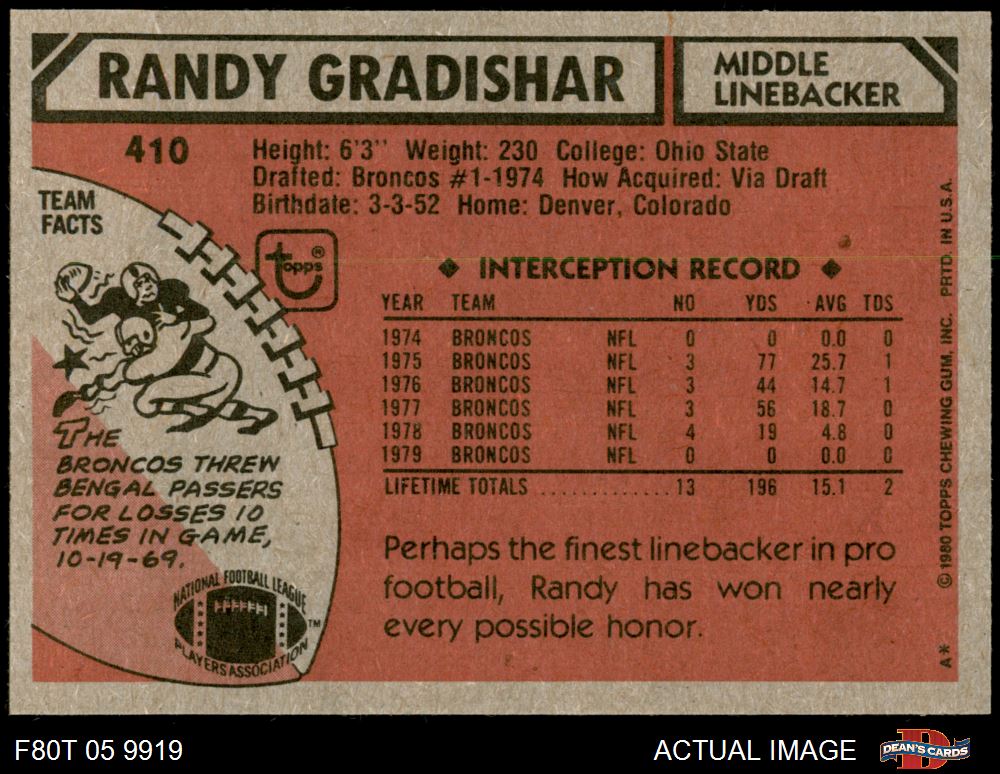 RANDY GRADISHAR
MIDDLE
LINEBACKER
410
Height: 6'3'' Weight: 230 College: Ohio State
Drafted: Broncos #1-1974 How Acquired: Via Draft
Birthdate: 3-3-52 Home: Denver, Colorado
TEAM
FACTS
topps®
THE
BRONCOS THREW
BENGAL PASSERS
FOR LOSSES 10
TIMES IN GAME,
10-19-69.
NATIONAL FOOTBALL LEAGUE
PLAYERS ASSOCIATION
TM
◆ INTERCEPTION RECORD ◆
YEAR TEAM NO YDS AVG TDS
1974 BRONCOS NFL 0 0 0.0 0
1975 BRONCOS NFL 3 77 25.7 1
1976 BRONCOS NFL 3 44 14.7 1
1977 BRONCOS NFL 3 56 18.7 0
1978 BRONCOS NFL 4 19 4.8 0
1979 BRONCOS NFL 0 0 0.0 0
LIFETIME TOTALS ............ 13 196 15.1 2
Perhaps the finest linebacker in pro
football, Randy has won nearly
every possible honor.
A* © 1980 TOPPS CHEWING GUM, INC. PRTD. IN U.S.A.
F80T 05 9919
ACTUAL IMAGE
DEAN'S CARDS